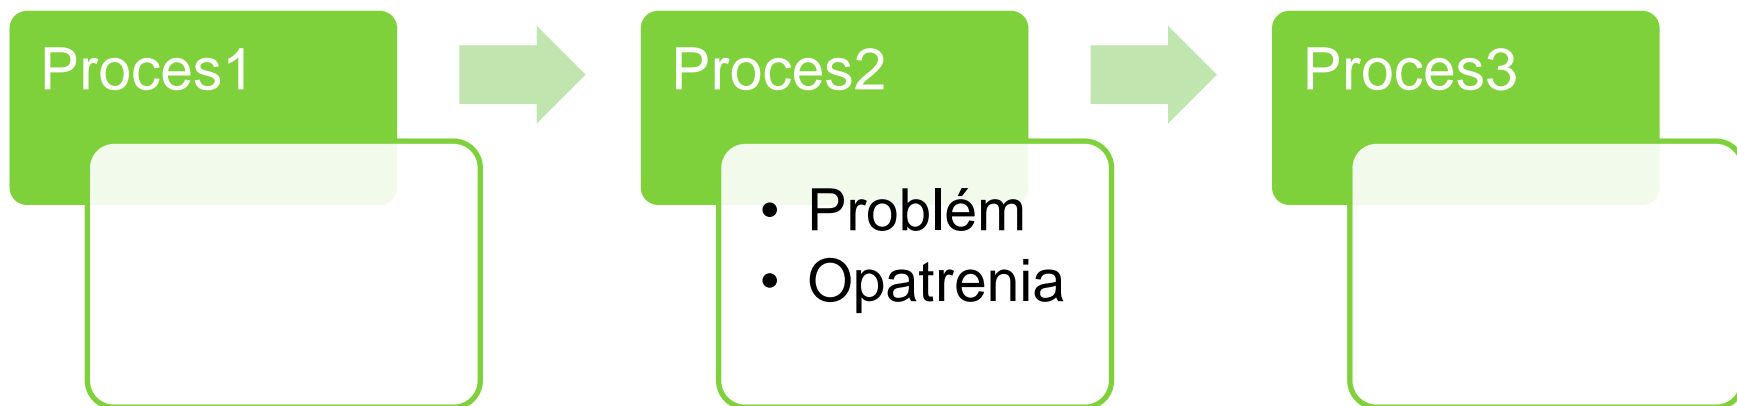 Proces1
Proces2
Proces3
• Problém
• Opatrenia